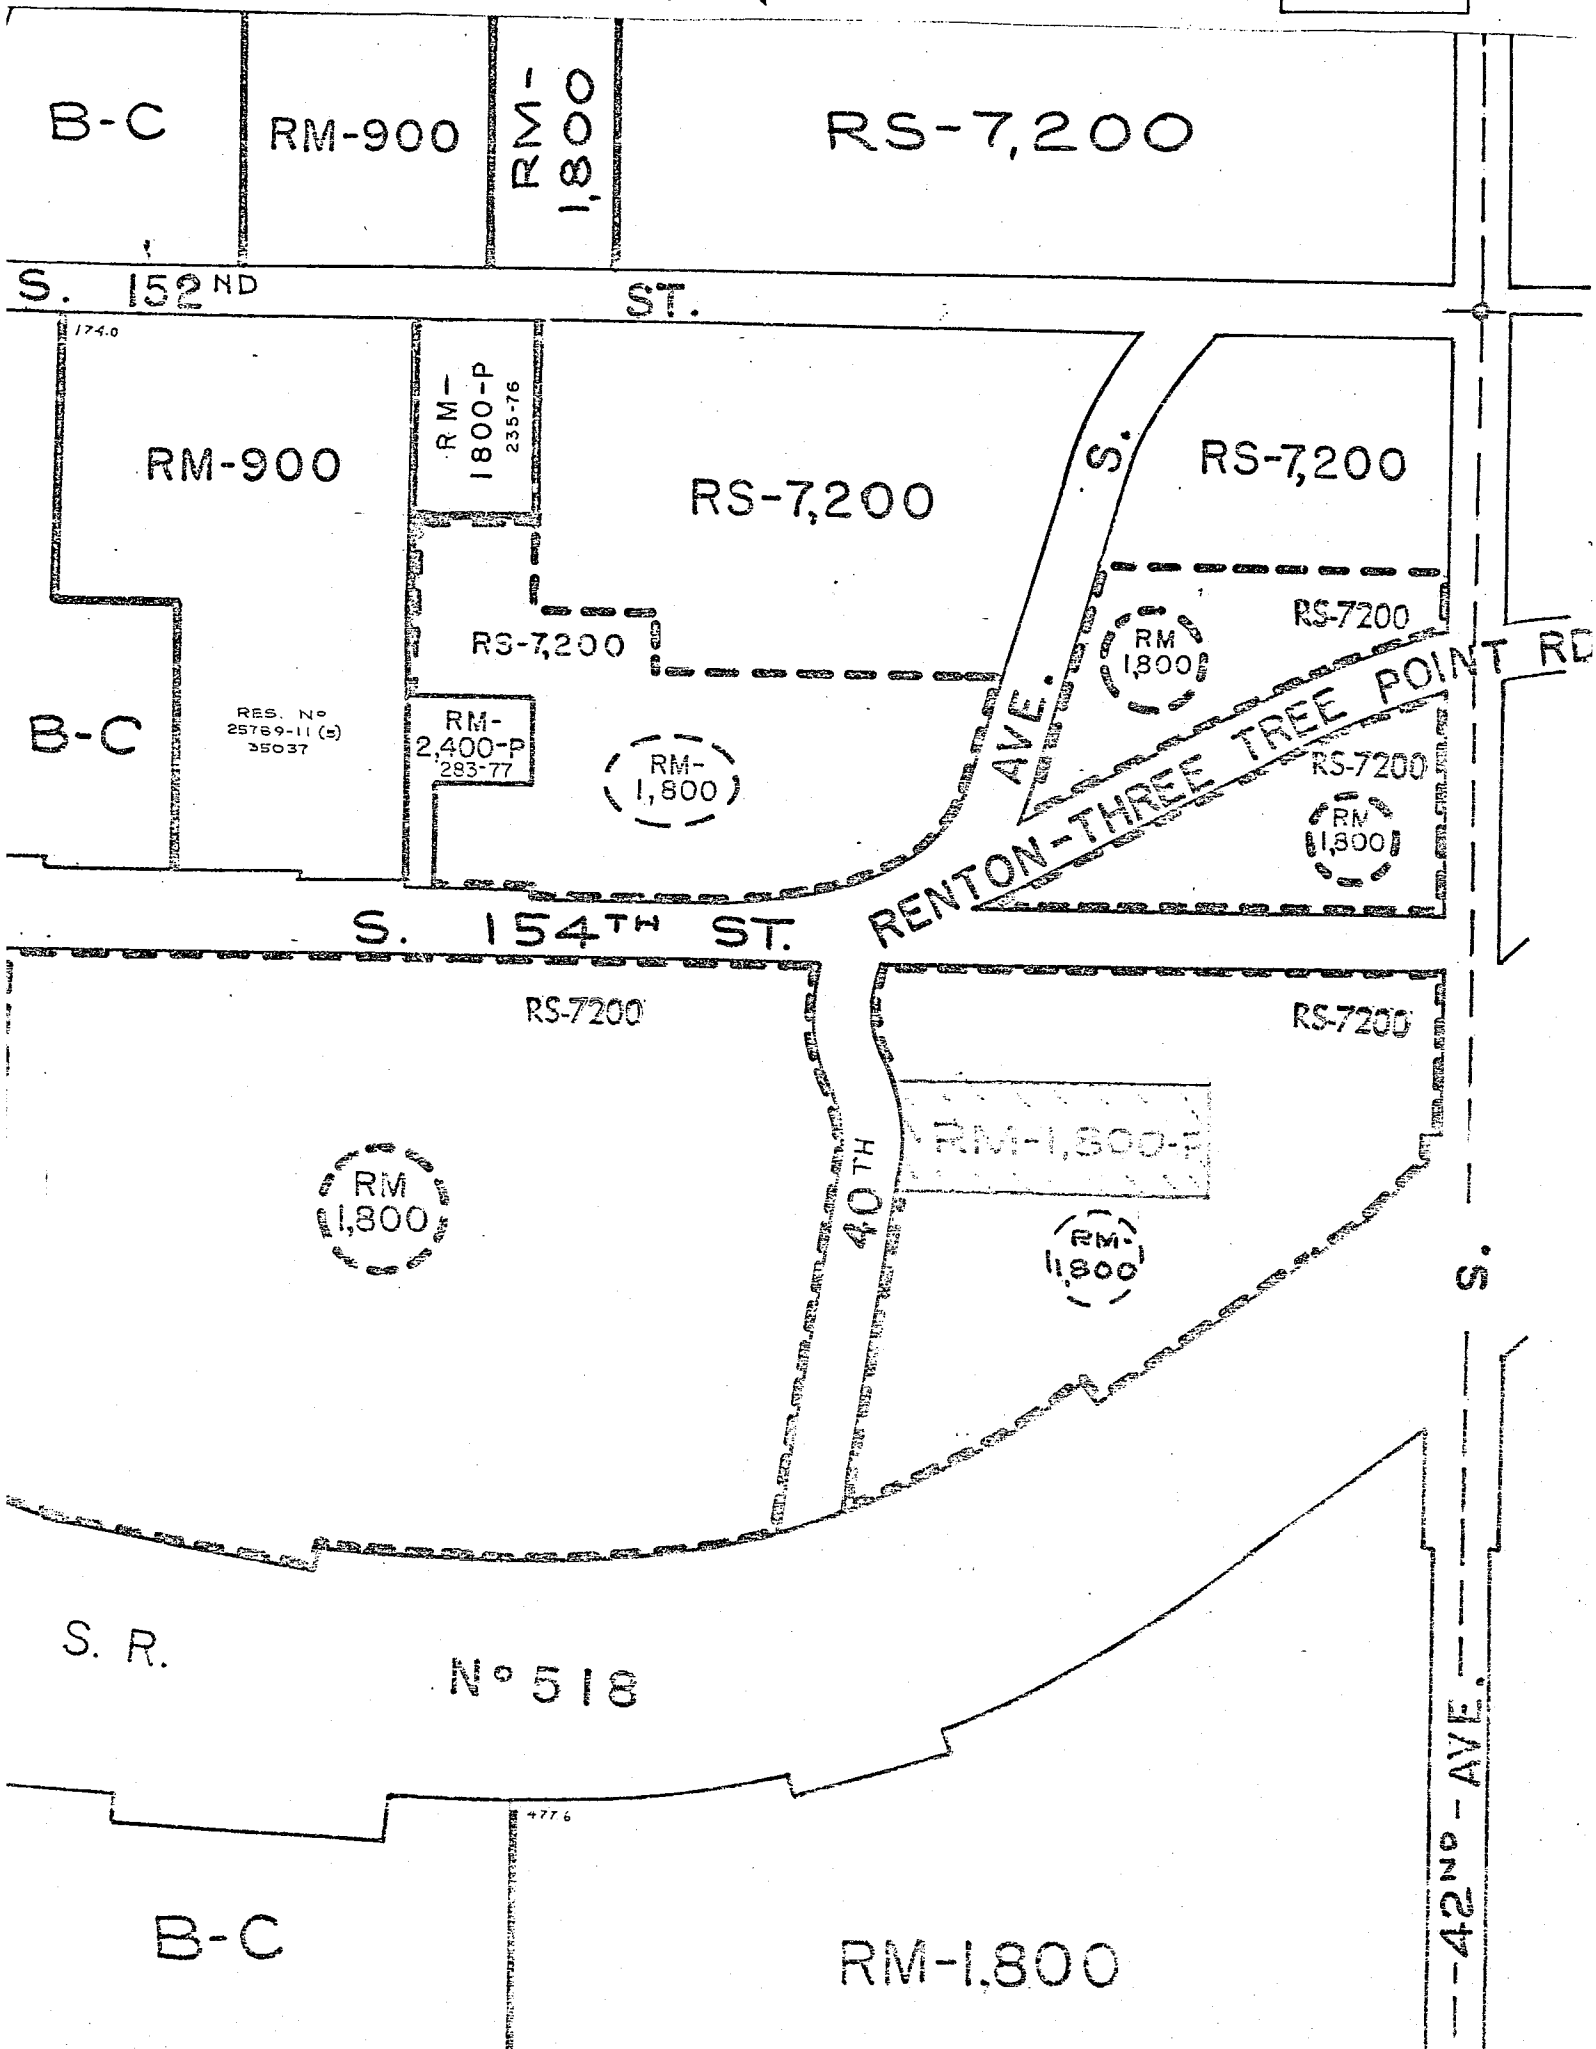 B-C
RM-900
RM-
1,800
RS-7,200
S. 152ND ST.
174.0
RM-900
RM-
1800-P
235-76
RS-7,200
S.
RS-7,200
RS-7,200
RM
1,800
RS-7200
B-C
RES. No
35037
RM-
2,400-P
283-77
RM-
1,800
AVE.
RENTON-THREE TREE POINT RD
RS-7200
RM
1,800
S. 154TH ST.
RS-7200
RS-7200
RM-1,800-P
40TH
RM
1,800
RM-
1,800
S.
S. R.
No 518
4776
42ND AVE.
B-C
RM-1,800